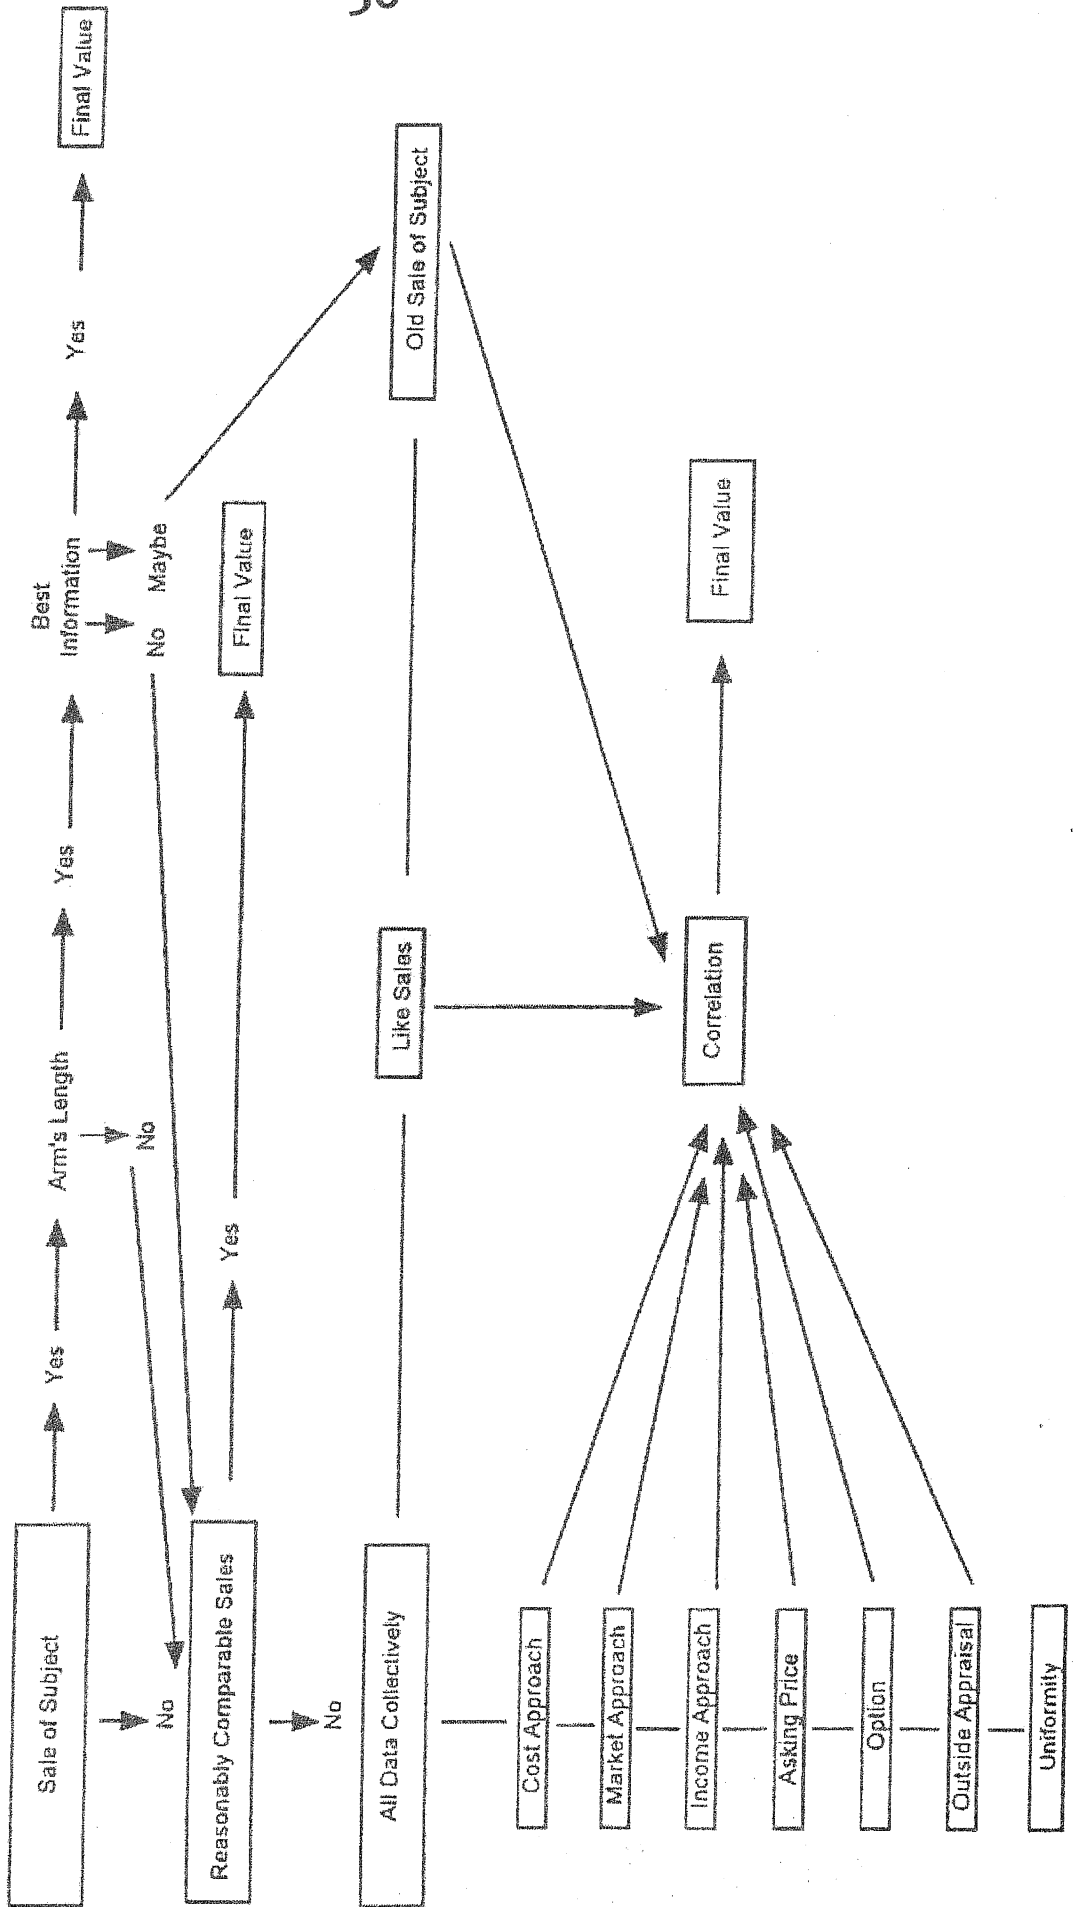 Sale of Subject
Yes
Arm's Length
Yes
Best
Information
Yes
Final Value
No
No
No
Maybe
Reasonably Comparable Sales
Yes
Final Value
No
All Data Collectively
Like Sales
Old Sale of Subject
Cost Approach
Market Approach
Income Approach
Asking Price
Option
Outside Appraisal
Uniformity
Correlation
Final Value